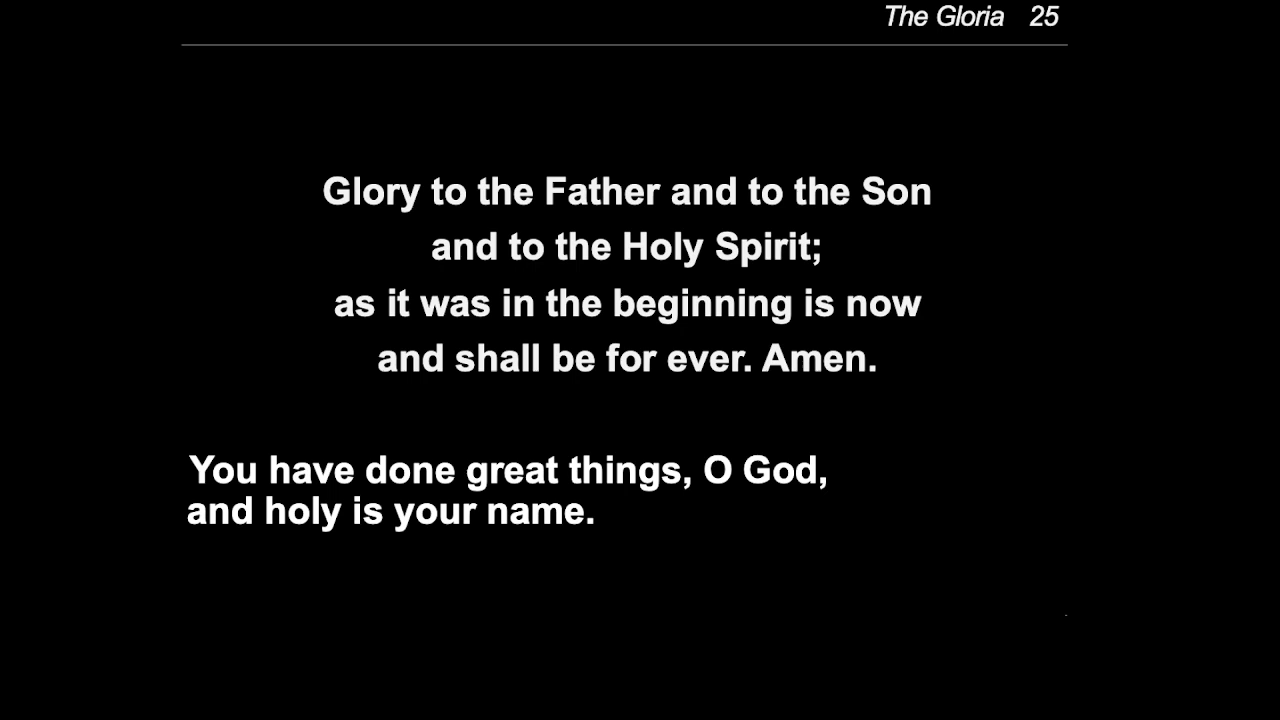 The Gloria 25
Glory to the Father and to the Son
and to the Holy Spirit;
as it was in the beginning is now
and shall be for ever. Amen.
You have done great things, O God,
and holy is your name.